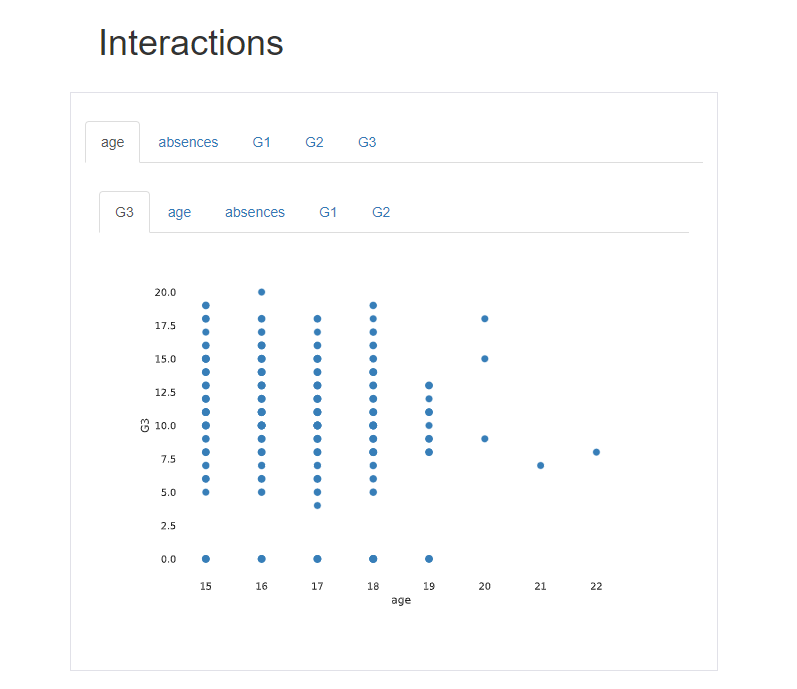 Interactions
age absences G1 G2 G3
G3 age absences G1 G2
20.0
17.5
15.0
12.5
10.0
7.5
5.0
2.5
0.0
G3
15 16 17 18 19 20 21 22
age